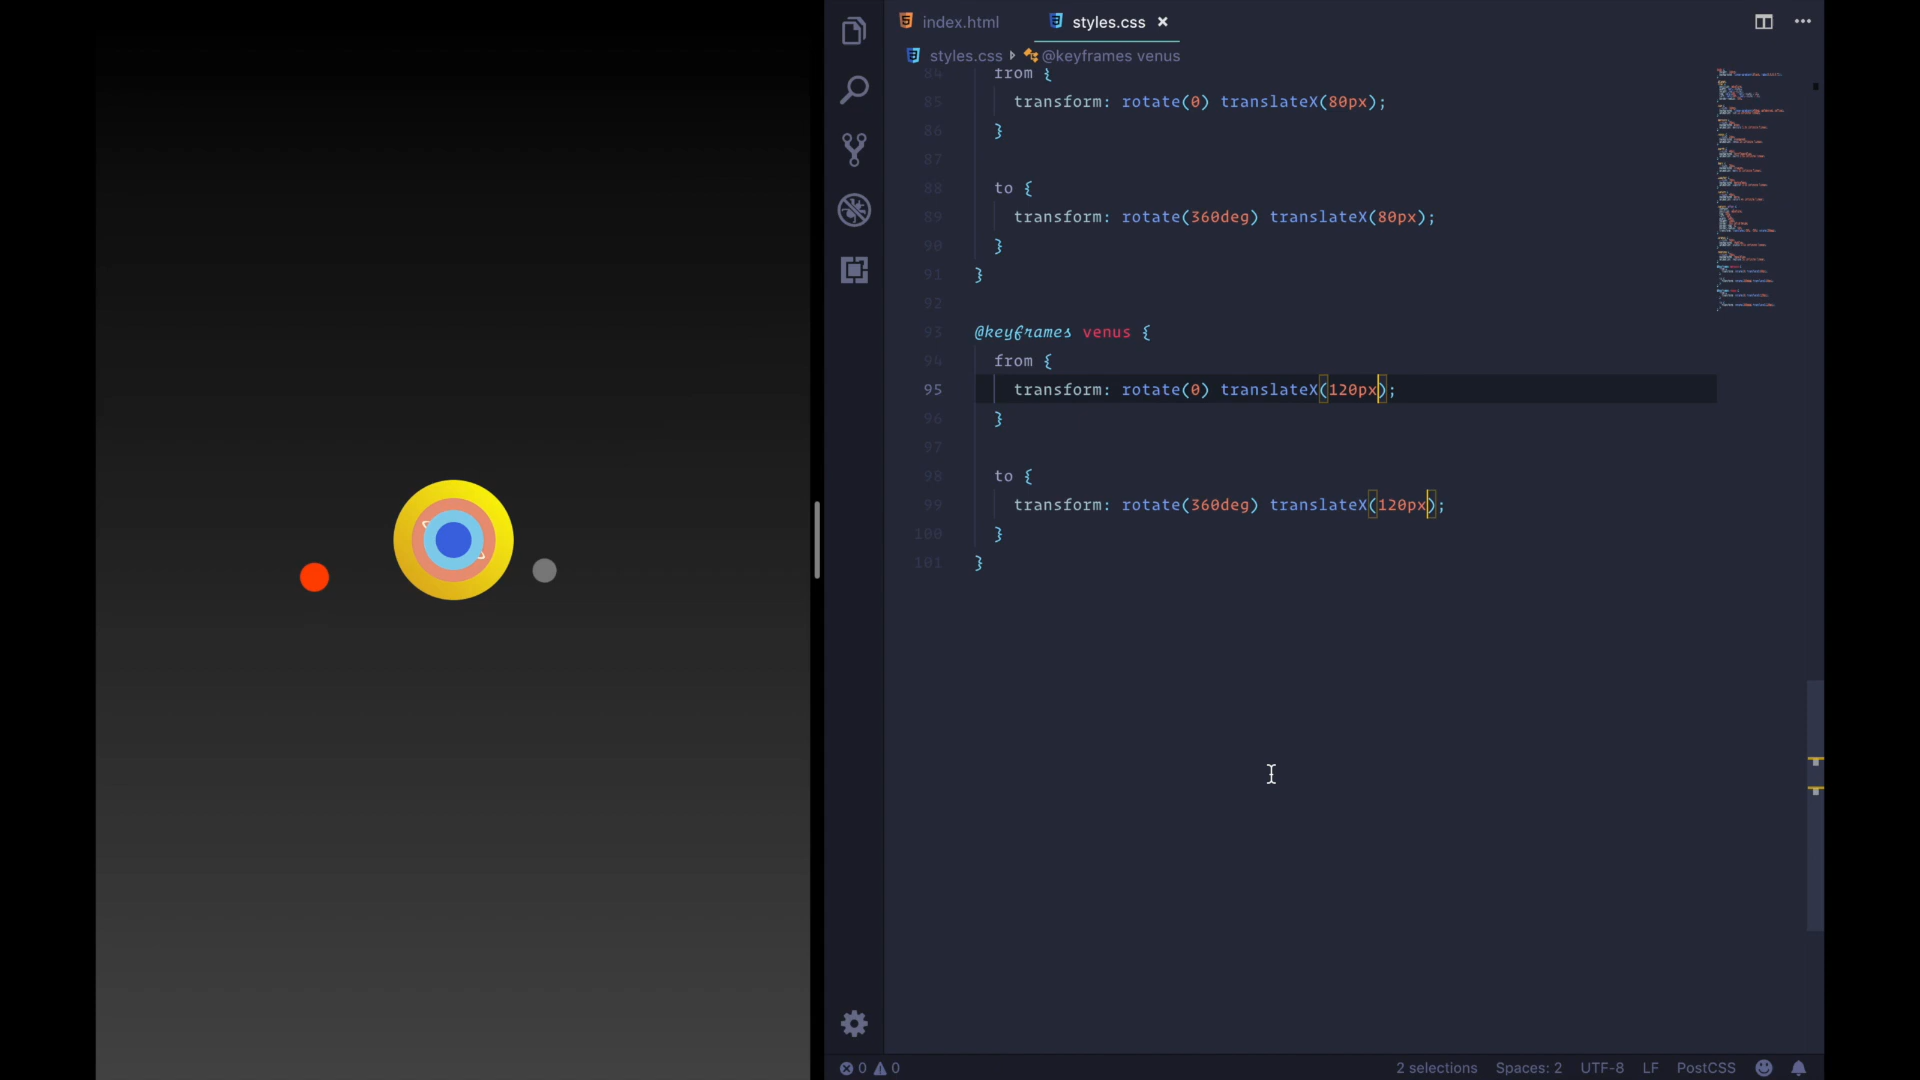 index.html
styles.css
styles.css
@keyframes venus
84 from {
85 transform: rotate(0) translateX(80px);
86 }
87
88 to {
89 transform: rotate(360deg) translateX(80px);
90 }
91 }
92
93 @keyframes venus {
94 from {
95 transform: rotate(0) translateX(120px);
96 }
97
98 to {
99 transform: rotate(360deg) translateX(120px);
100 }
101 }
0 0
2 selections
Spaces: 2
UTF-8
LF
PostCSS